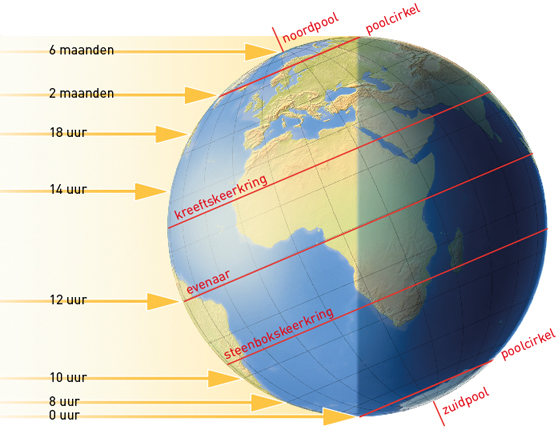 noordpool
poolcirkel
6 maanden
2 maanden
18 uur
14 uur
kreeftskeerkring
evenaar
12 uur
steenbokskeerkring
10 uur
8 uur
0 uur
poolcirkel
zuidpool